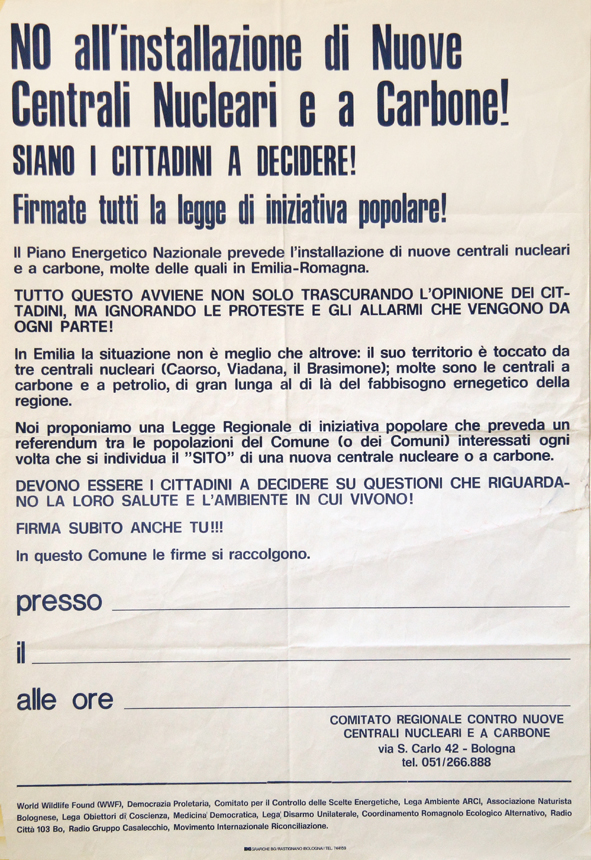 NO all'installazione di Nuove
Centrali Nucleari e a Carbone!
SIANO I CITTADINI A DECIDERE!
Firmate tutti la legge di iniziativa popolare!
Il Piano Energetico Nazionale prevede l'installazione di nuove centrali nucleari
e a carbone, molte delle quali in Emilia-Romagna.
TUTTO QUESTO AVVIENE NON SOLO TRASCURANDO L'OPINIONE DEI CIT-
TADINI, MA IGNORANDO LE PROTESTE E GLI ALLARMI CHE VENGONO DA
OGNI PARTE!
In Emilia la situazione non è meglio che altrove: il suo territorio è toccato da
tre centrali nucleari (Caorso, Viadana, il Brasimone); molte sono le centrali a
carbone e a petrolio, di gran lunga al di là del fabbisogno ernegetico della
regione.
Noi proponiamo una Legge Regionale di iniziativa popolare che preveda un
referendum tra le popolazioni del Comune (o dei Comuni) interessati ogni
volta che si individua il "SITO" di una nuova centrale nucleare o a carbone.
DEVONO ESSERE I CITTADINI A DECIDERE SU QUESTIONI CHE RIGUARDA-
NO LA LORO SALUTE E L'AMBIENTE IN CUI VIVONO!
FIRMA SUBITO ANCHE TU!!!
In questo Comune le firme si raccolgono.
presso
il
alle ore
COMITATO REGIONALE CONTRO NUOVE
CENTRALI NUCLEARI E A CARBONE
via S. Carlo 42 - Bologna
tel. 051/266.888
World Wildlife Found (WWF), Democrazia Proletaria, Comitato per il Controllo delle Scelte Energetiche, Lega Ambiente ARCI, Associazione Naturista
Bolognese, Lega Obiettori di Coscienza, Medicina Democratica, Lega Disarmo Unilaterale, Coordinamento Romagnolo Ecologico Alternativo, Radio
Città 103 Bo, Radio Gruppo Casalecchio, Movimento Internazionale Riconciliazione.